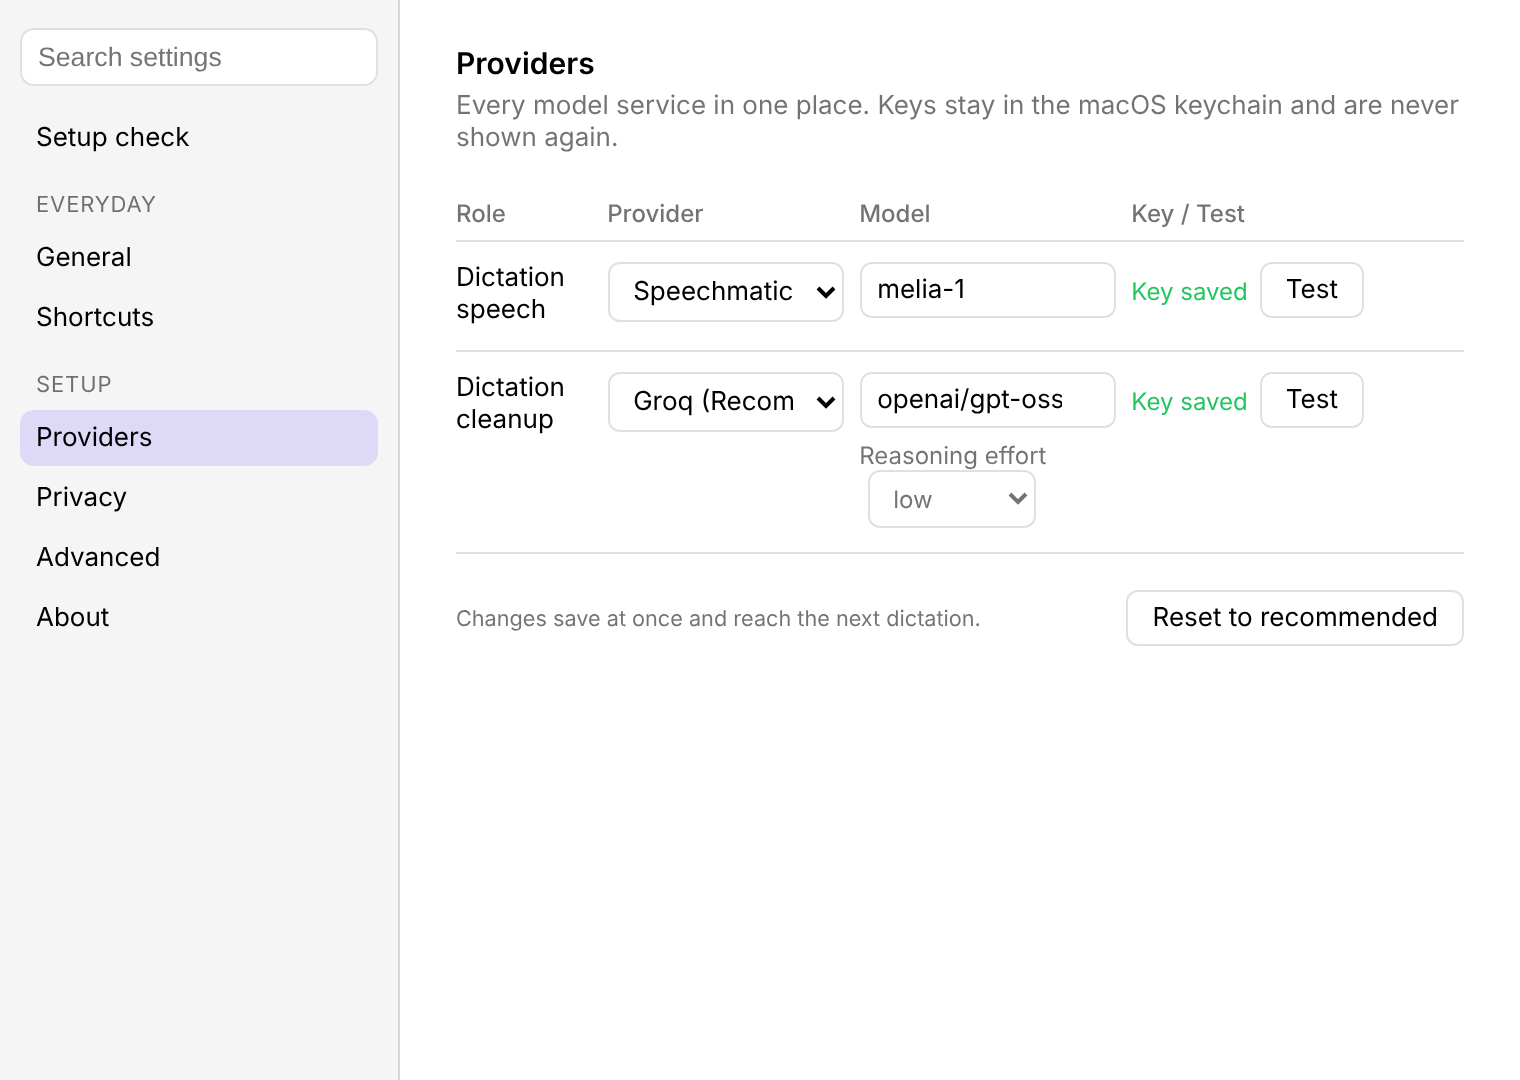 Search settings
Setup check
EVERYDAY
General
Shortcuts
SETUP
Providers
Privacy
Advanced
About
Providers
Every model service in one place. Keys stay in the macOS keychain and are never
shown again.
Role Provider Model Key / Test
Dictation
speech
Speechmatic melia-1 Key saved Test
Dictation
cleanup
Groq (Recom openai/gpt-oss Key saved Test
Reasoning effort
low
Changes save at once and reach the next dictation. Reset to recommended